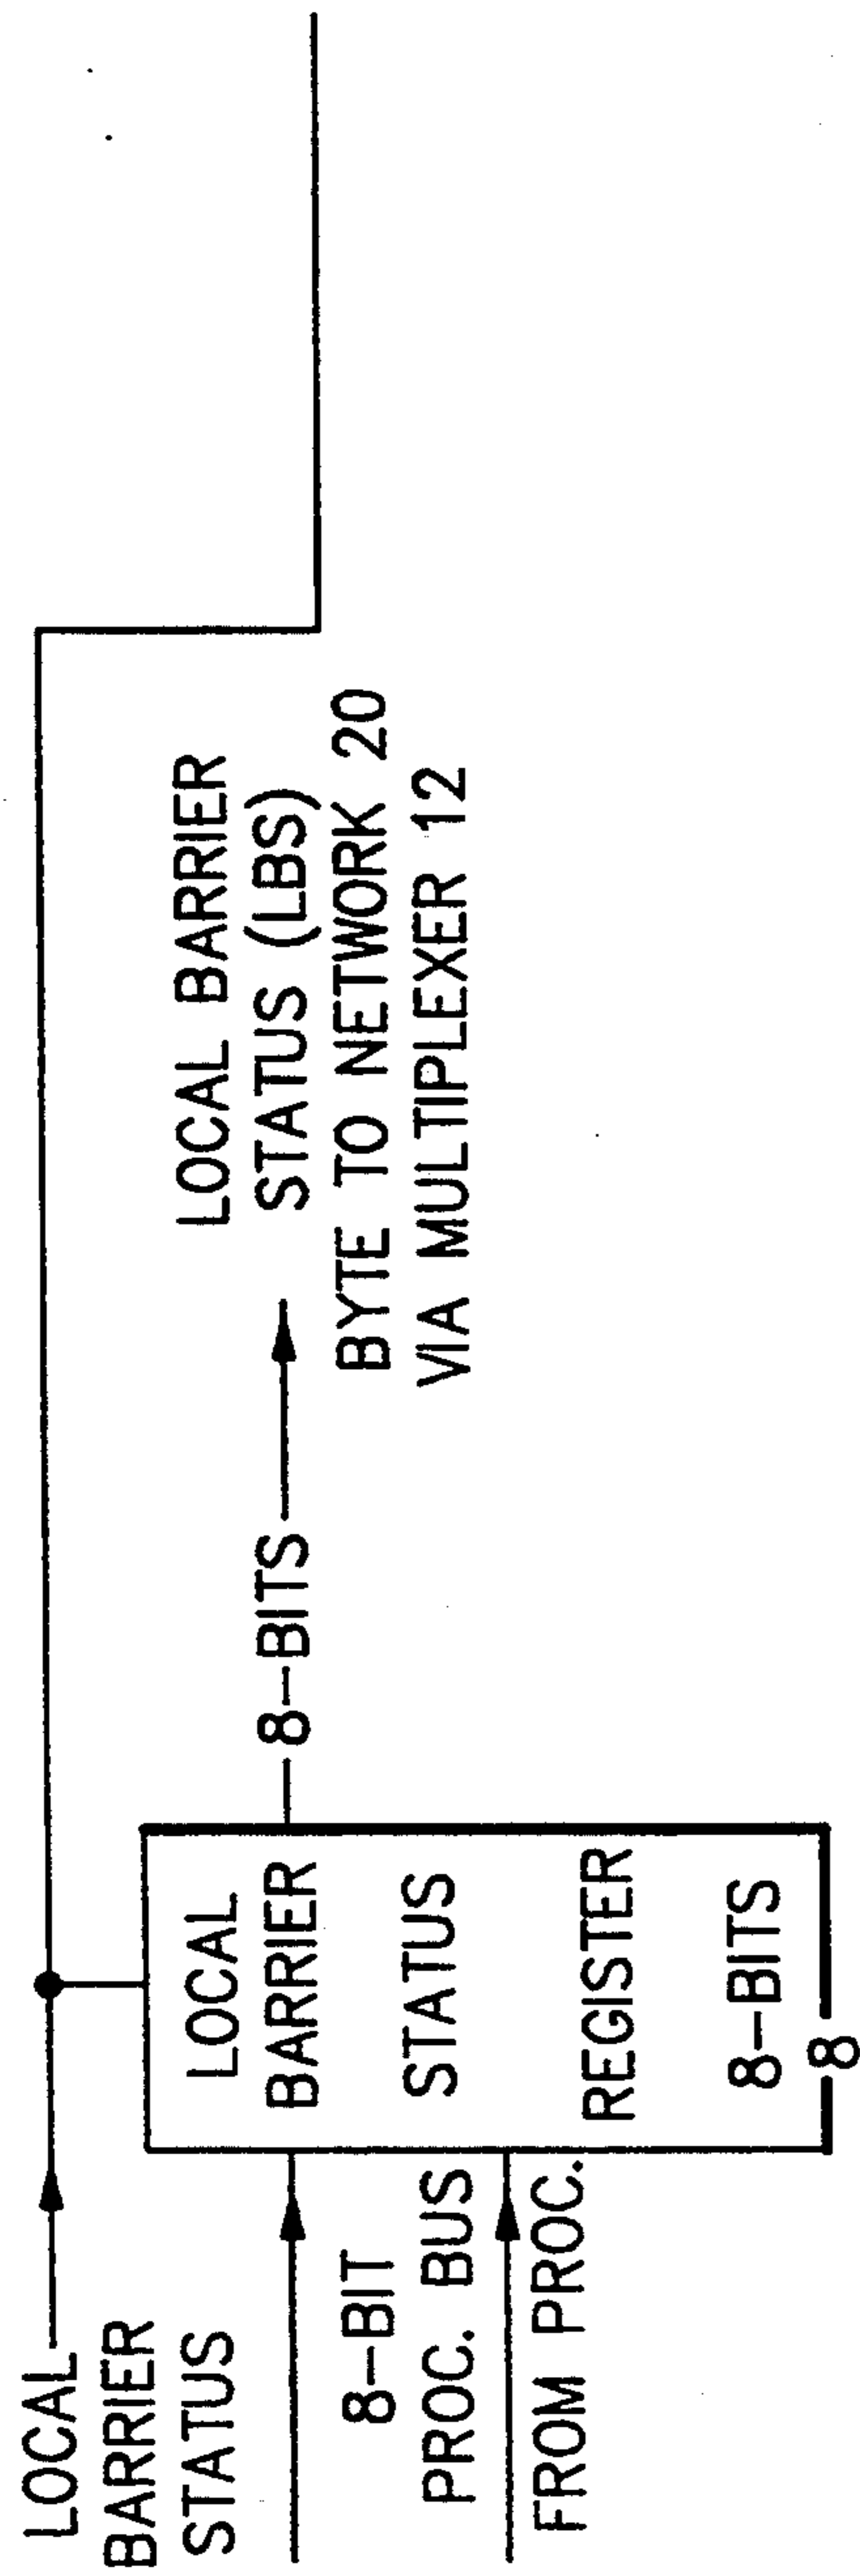 LOCAL
BARRIER
STATUS
8-BIT
PROC. BUS
FROM PROC.
LOCAL
BARRIER
STATUS
REGISTER
8-BITS
8
8-BITS
LOCAL BARRIER
STATUS (LBS)
BYTE TO NETWORK 20
VIA MULTIPLEXER 12